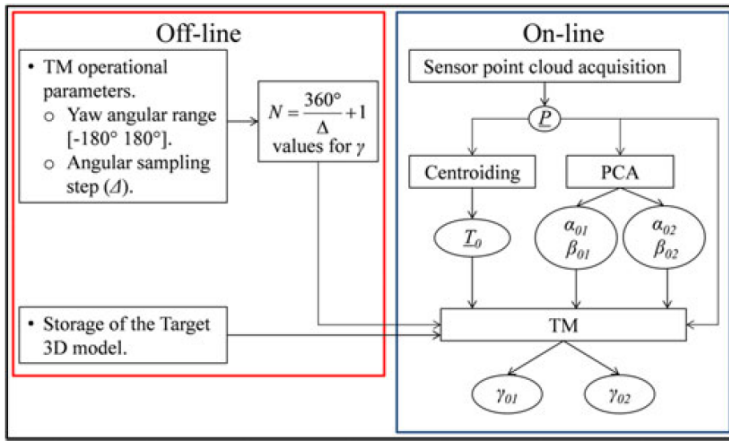 Off-line
• TM operational
parameters.
o Yaw angular range
[-180° 180°].
o Angular sampling
step (Δ).
N = 360°/Δ + 1
values for γ
• Storage of the Target
3D model.
On-line
Sensor point cloud acquisition
P
Centroiding
PCA
T0
α01
β01
α02
β02
TM
γ01
γ02